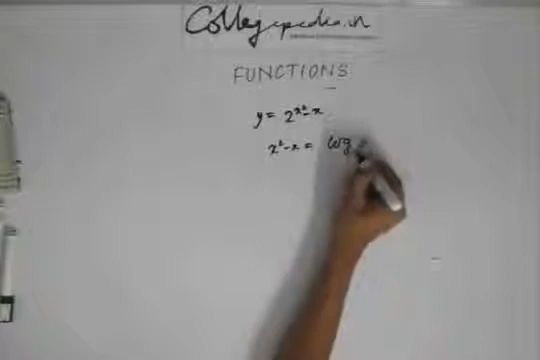 Collegepedia.in
FUNCTIONS
y = 2^{x²-x}
x²-x = log